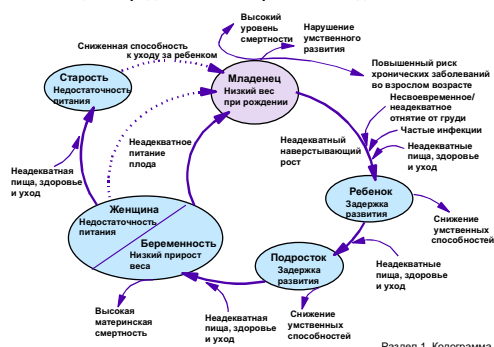 Высокий
уровень
смертности
Нарушение
умственного
развития
Сниженная способность
к уходу за ребенком
Повышенный риск
хронических заболеваний
во взрослом возрасте
Старость
Недостаточность
питания
Младенец
Низкий вес
при рождении
Несвоевременное/
неадекватное
отнятие от груди
Частые инфекции
Неадекватный
наверстывающий
рост
Неадекатные
пища, здоровье
и уход
Неадекватное
питание
плода
Неадекватная
пища, здоровье
и уход
Ребенок
Задержка
развития
Женщина
Недостаточность
питания
Беременность
Низкий прирост
веса
Снижение
умственных
способностей
Подросток
Задержка
развития
Неадекватные
пища, здоровье
и уход
Высокая
материнская
смертность
Неадекватная
пища, здоровье
и уход
Снижение
умственных
способностей